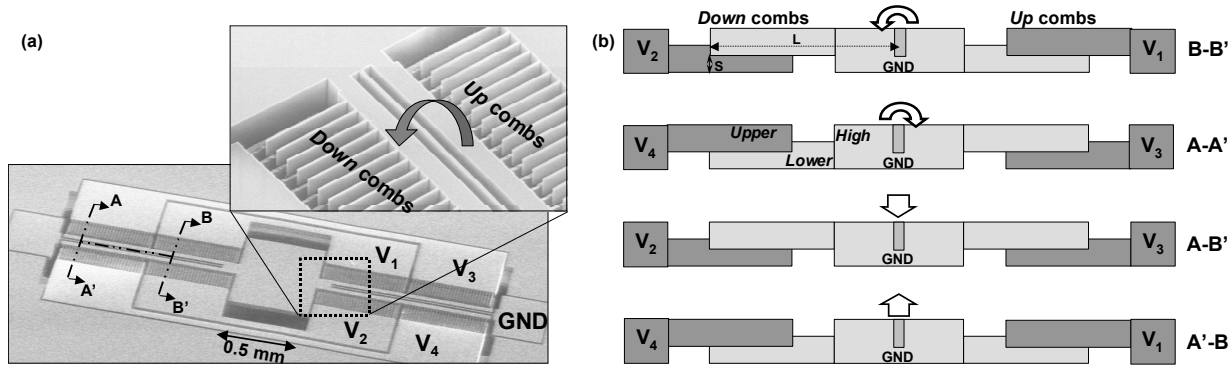 (a)
Up combs
Down combs
A
B
A'
B'
V1
V3
V2
V4
GND
0.5 mm
(b)
Down combs
Up combs
V2
L
S
GND
V1
B-B'
V4
Upper
High
Lower
GND
V3
A-A'
V2
GND
V3
A-B'
V4
GND
V1
A'-B